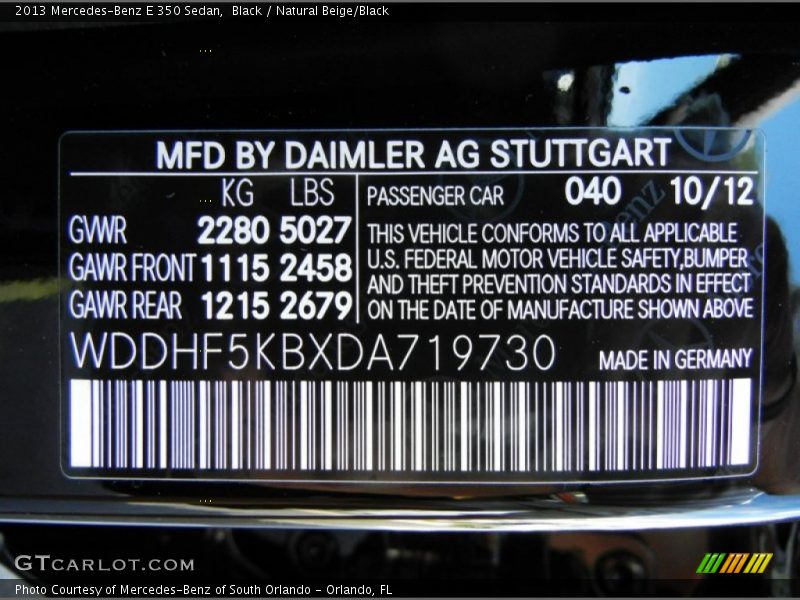 2013 Mercedes-Benz E 350 Sedan, Black / Natural Beige/Black
MFD BY DAIMLER AG STUTTGART
KG LBS
GVWR 2280 5027
GAWR FRONT 1115 2458
GAWR REAR 1215 2679
PASSENGER CAR 040 10/12
THIS VEHICLE CONFORMS TO ALL APPLICABLE
U.S. FEDERAL MOTOR VEHICLE SAFETY,BUMPER
AND THEFT PREVENTION STANDARDS IN EFFECT
ON THE DATE OF MANUFACTURE SHOWN ABOVE
WDDHF5KBXDA719730
MADE IN GERMANY
GTCARLOT.COM
Photo Courtesy of Mercedes-Benz of South Orlando - Orlando, FL